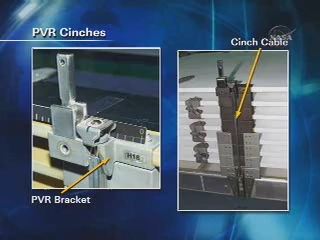 PVR Cinches
NASA
Cinch Cable
H16
PVR Bracket